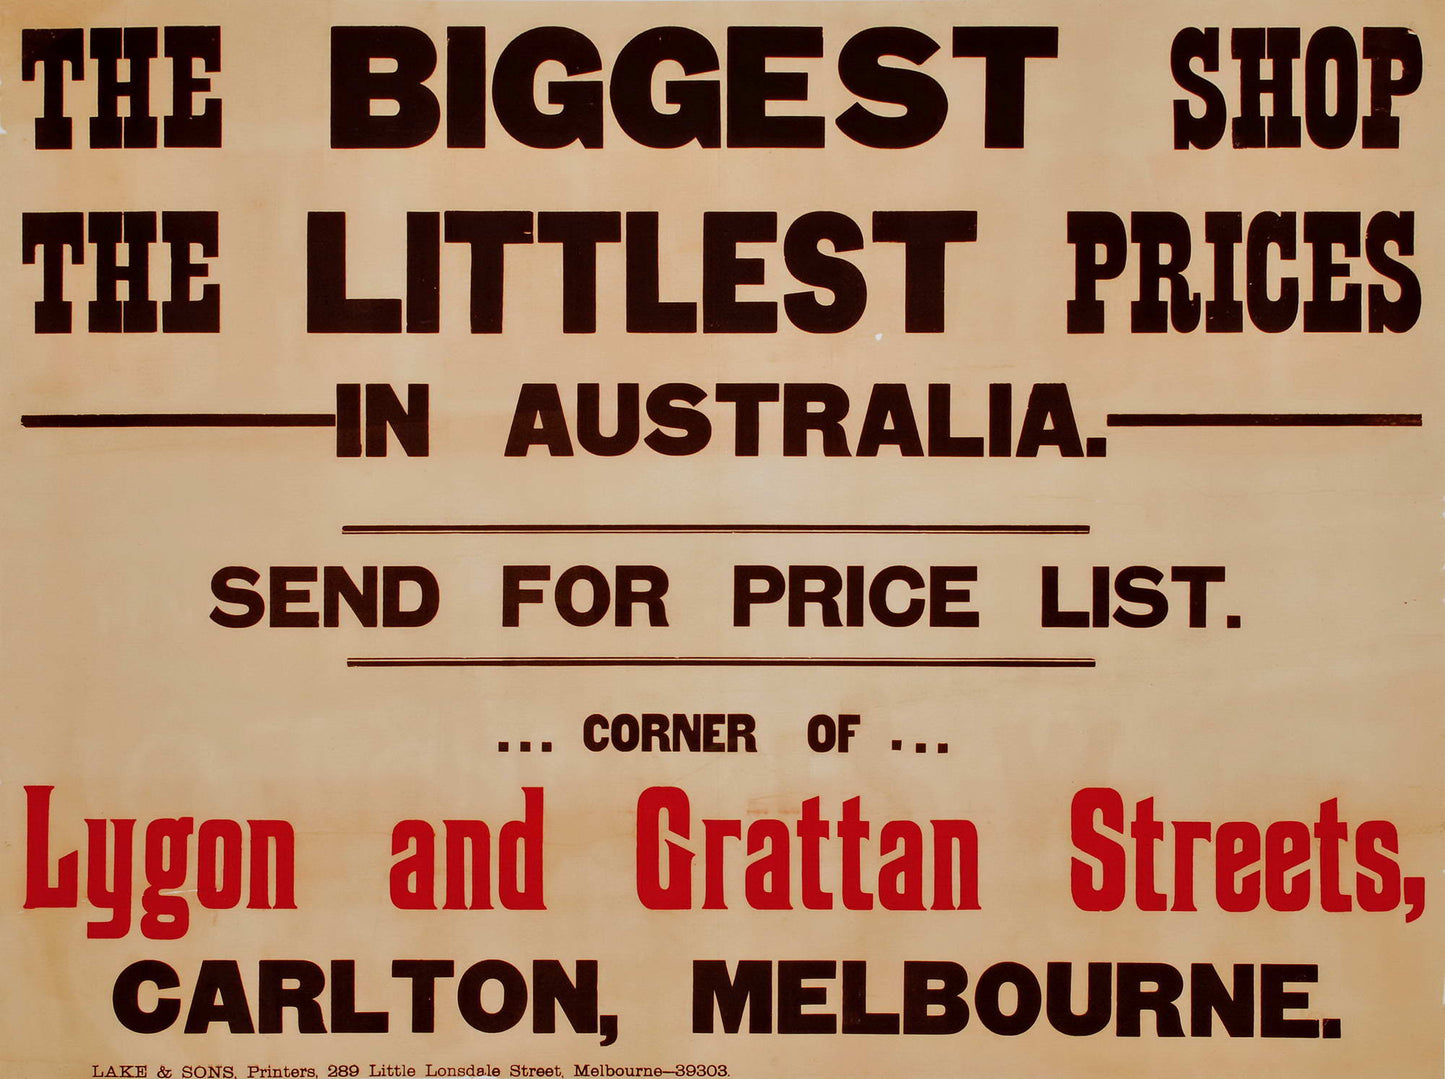 THE BIGGEST SHOP
THE LITTLEST PRICES
IN AUSTRALIA.
SEND FOR PRICE LIST.
... CORNER OF ...
Lygon and Grattan Streets,
CARLTON, MELBOURNE.
LAKE & SONS, Printers, 289 Little Lonsdale Street, Melbourne—39303.